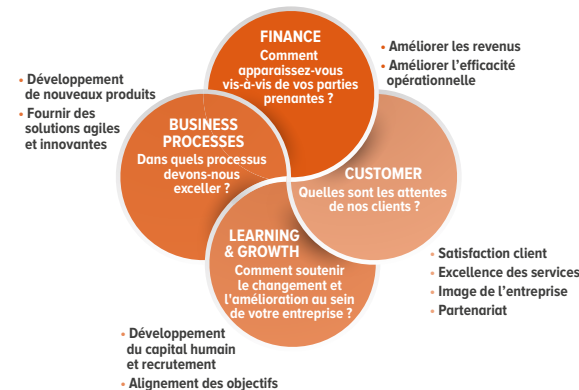 FINANCE
Comment
apparaissez-vous
vis-à-vis de vos parties
prenantes ?
• Améliorer les revenus
• Améliorer l'efficacité
opérationnelle
• Développement
de nouveaux produits
• Fournir des
solutions agiles
et innovantes
BUSINESS
PROCESSES
Dans quels processus
devons-nous
exceller ?
CUSTOMER
Quelles sont les attentes
de nos clients ?
LEARNING
& GROWTH
Comment soutenir
le changement et
l'amélioration au sein
de votre entreprise ?
• Satisfaction client
• Excellence des services
• Image de l'entreprise
• Partenariat
• Développement
du capital humain
et recrutement
• Alignement des objectifs